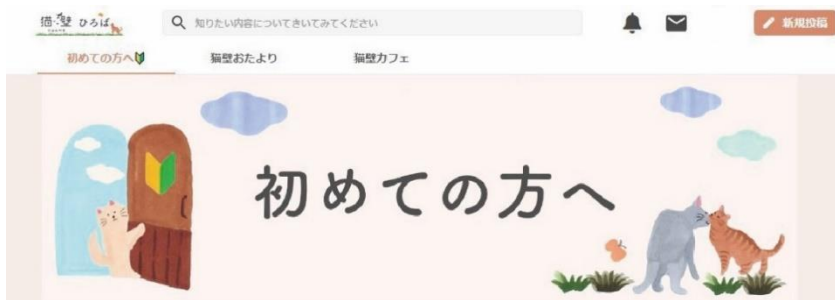 猫壁 ひろば
知りたい内容についてきいてみてください
新規投稿
初めての方へ🔰
猫壁おたより
猫壁カフェ
初めての方へ